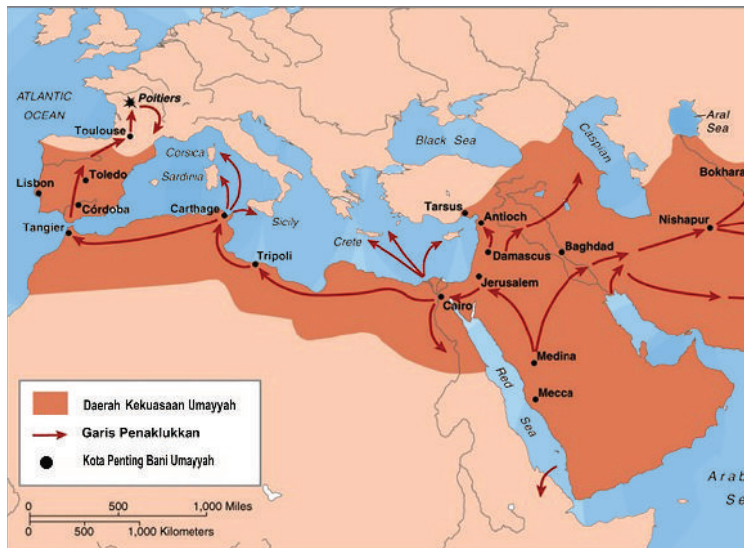 ATLANTIC
OCEAN
Poitiers
Toulouse
Corsica
Sardinia
Lisbon
Toledo
Córdoba
Tangier
Carthage
Sicily
Tripoli
Crete
Black Sea
Caspian
Aral
Sea
Bokhara
Tarsus
Antioch
Nishapur
Damascus
Baghdad
Jerusalem
Cairo
Medina
Mecca
Red
Sea
Arab
Se
Daerah Kekuasaan Umayyah
Garis Penaklukkan
Kota Penting Bani Umayyah
0 500 1,000 Miles
0 500 1,000 Kilometers